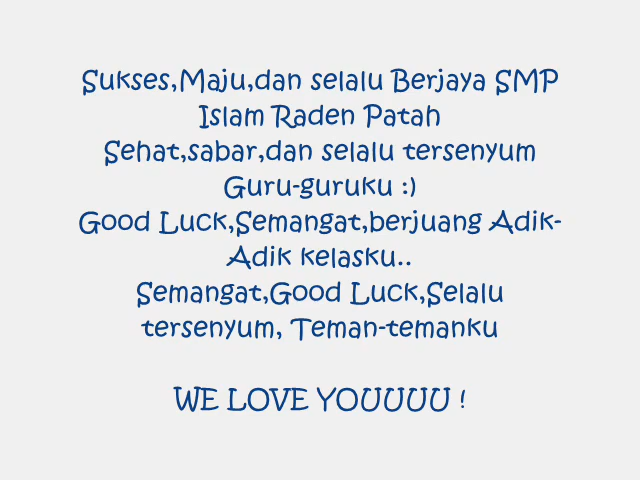 Sukses,Maju,dan selalu Berjaya SMP
Islam Raden Patah
Sehat,sabar,dan selalu tersenyum
Guru-guruku :)
Good Luck,Semangat,berjuang Adik-
Adik kelasku..
Semangat,Good Luck,Selalu
tersenyum, Teman-temanku
WE LOVE YOUUUUU !